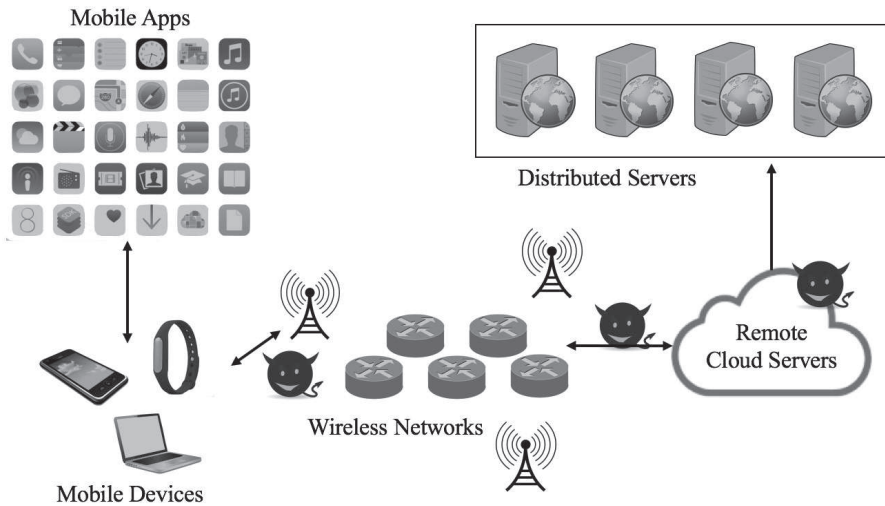 Mobile Apps
Distributed Servers
Remote
Cloud Servers
Wireless Networks
Mobile Devices